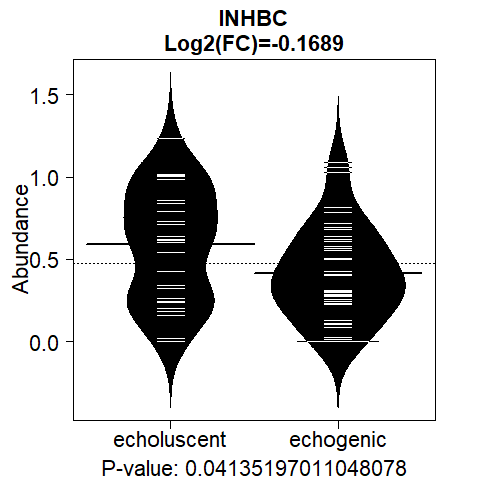 INHBC
Log2(FC)=-0.1689
Abundance
1.5
1.0
0.5
0.0
echoluscent
echogenic
P-value: 0.04135197011048078